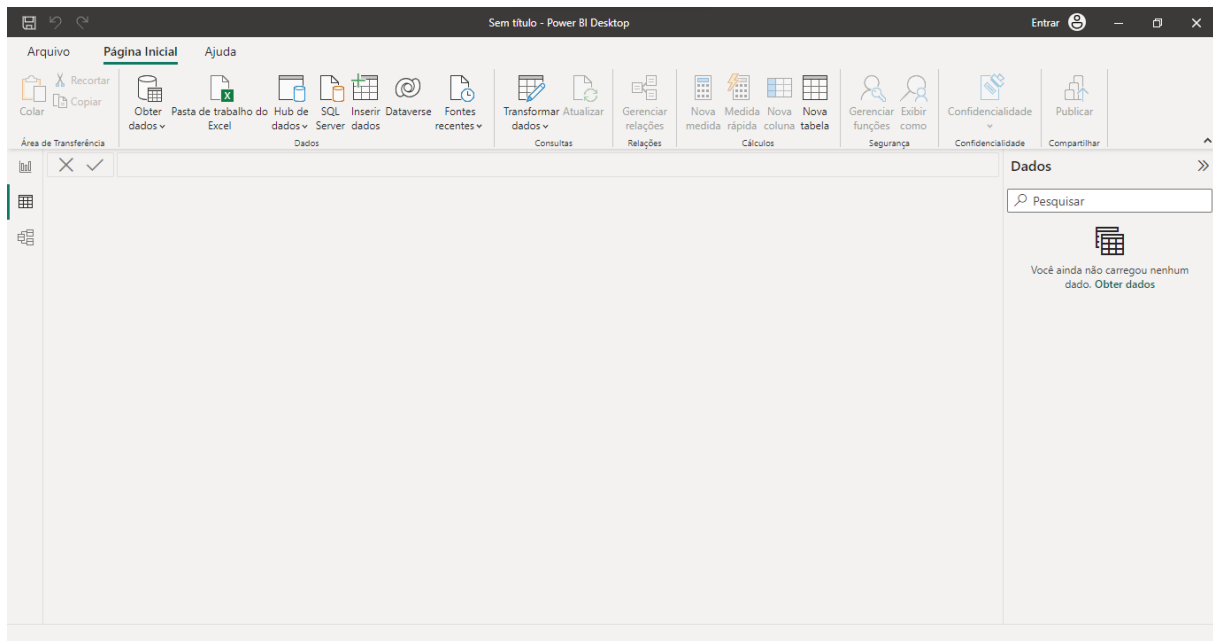 Sem título - Power BI Desktop
Entrar
Arquivo
Página Inicial
Ajuda
Colar
Recortar
Copiar
Área de Transferência
Obter
dados
Pasta de trabalho do
Excel
Hub de
dados
SQL
Server
Inserir
dados
Dataverse
Fontes
recentes
Dados
Transformar
dados
Atualizar
Consultas
Gerenciar
relações
Relações
Nova
medida
Medida
rápida
Nova
coluna
Nova
tabela
Cálculos
Gerenciar
funções
Exibir
como
Segurança
Confidencialidade
Confidencialidade
Publicar
Compartilhar
Dados
Pesquisar
Você ainda não carregou nenhum
dado. Obter dados